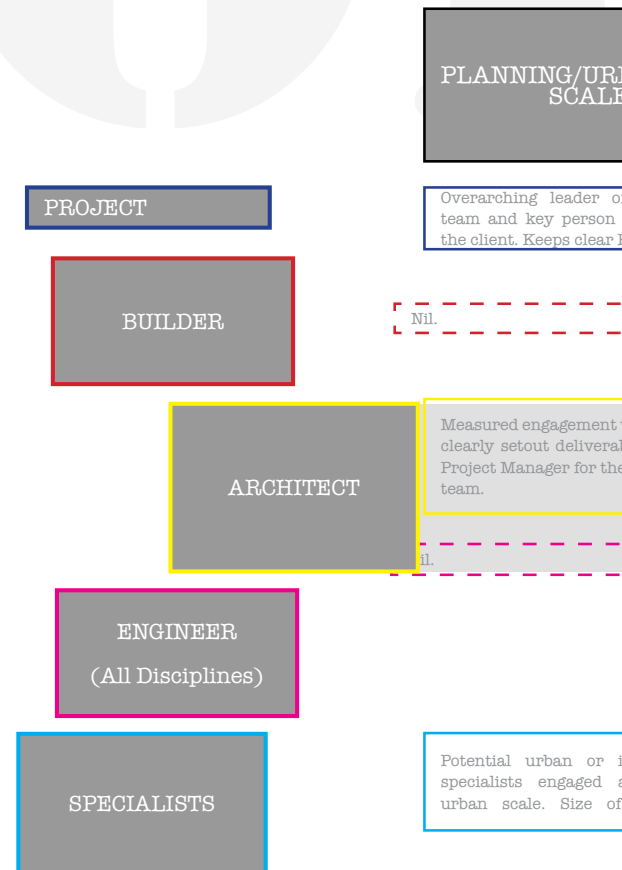 PLANNING/UR
SCALE
PROJECT
Overarching leader
team and key person
the client. Keeps clear
BUILDER
Nil.
Measured engagement
clearly setout
Project Manager for the
team.
ARCHITECT
il.
ENGINEER
(All Disciplines)
Potential urban or
specialists engaged
urban scale. Size of
SPECIALISTS